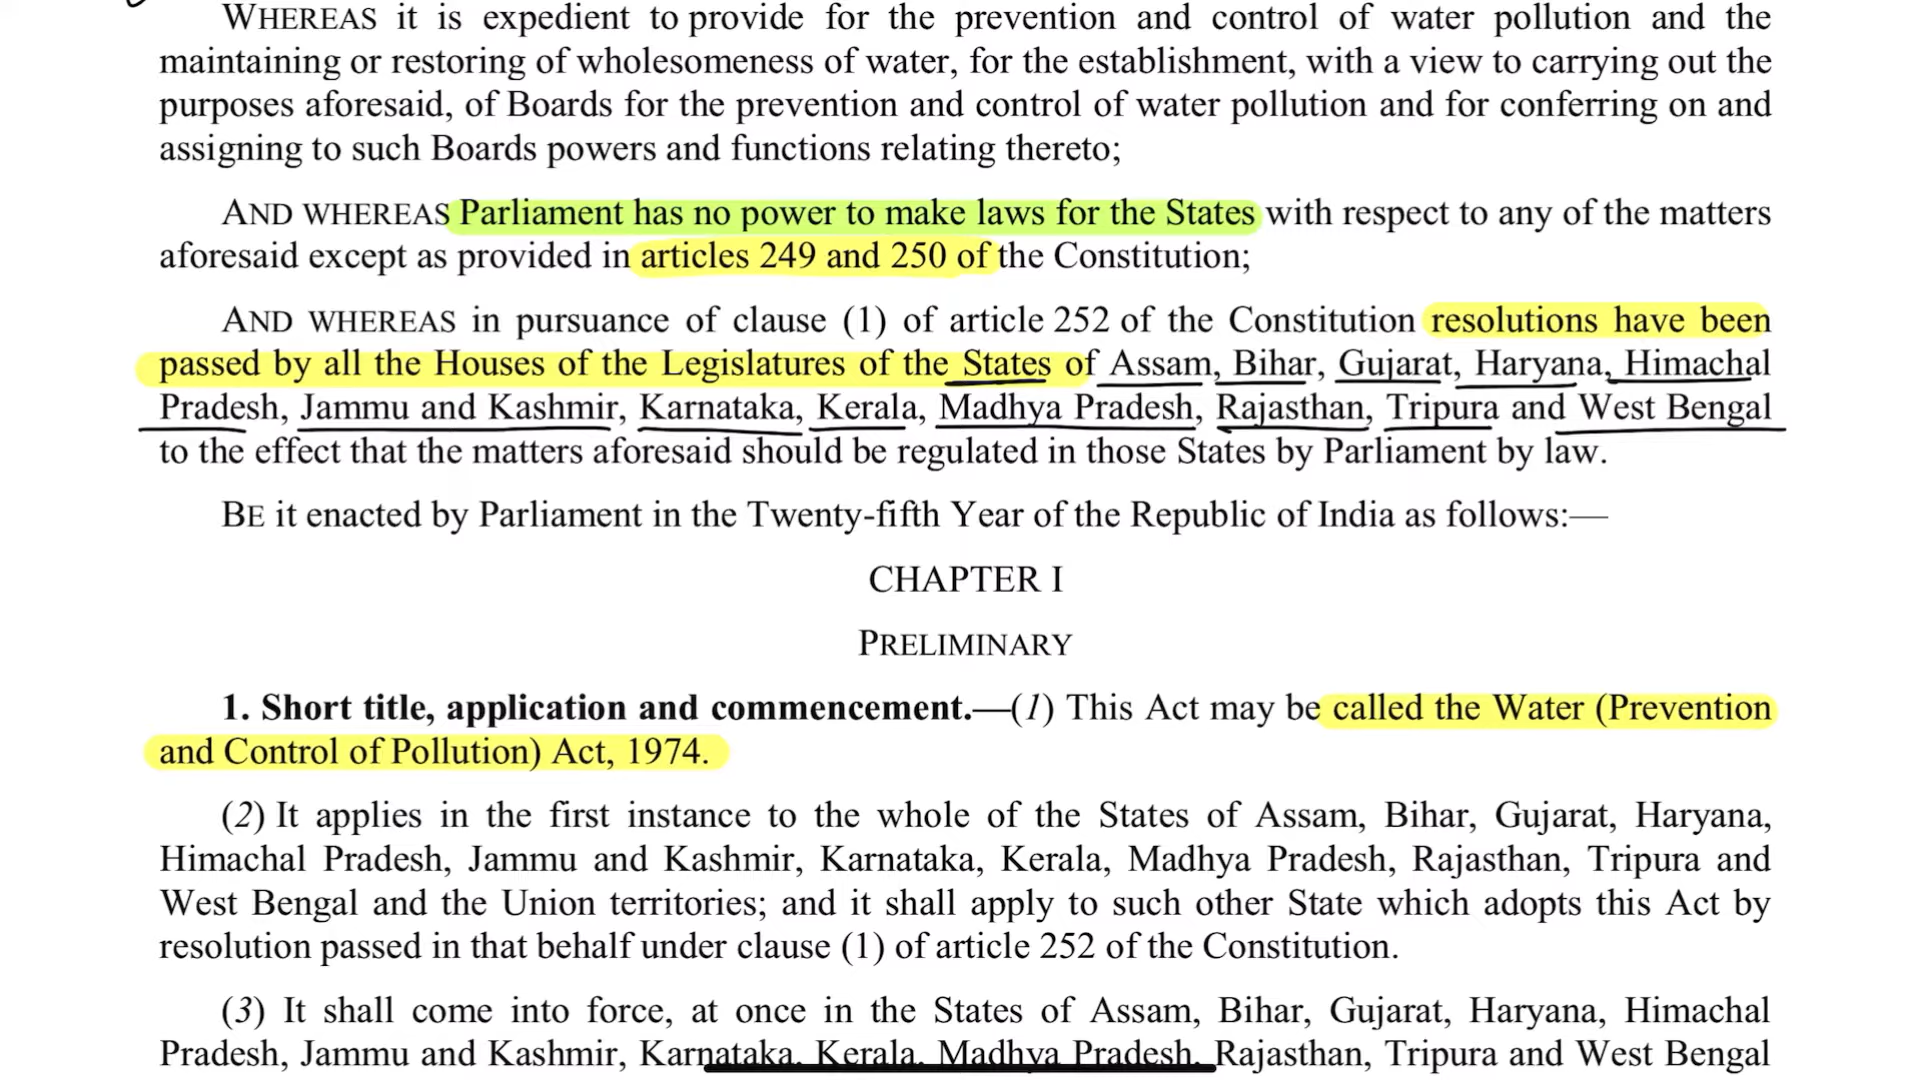 WHEREAS it is expedient to provide for the prevention and control of water pollution and the
maintaining or restoring of wholesomeness of water, for the establishment, with a view to carrying out the
purposes aforesaid, of Boards for the prevention and control of water pollution and for conferring on and
assigning to such Boards powers and functions relating thereto;
AND WHEREAS Parliament has no power to make laws for the States with respect to any of the matters
aforesaid except as provided in articles 249 and 250 of the Constitution;
AND WHEREAS in pursuance of clause (1) of article 252 of the Constitution resolutions have been
passed by all the Houses of the Legislatures of the States of Assam, Bihar, Gujarat, Haryana, Himachal
Pradesh, Jammu and Kashmir, Karnataka, Kerala, Madhya Pradesh, Rajasthan, Tripura and West Bengal
to the effect that the matters aforesaid should be regulated in those States by Parliament by law.
BE it enacted by Parliament in the Twenty-fifth Year of the Republic of India as follows:—
CHAPTER I
PRELIMINARY
1. Short title, application and commencement.—(1) This Act may be called the Water (Prevention
and Control of Pollution) Act, 1974.
(2) It applies in the first instance to the whole of the States of Assam, Bihar, Gujarat, Haryana,
Himachal Pradesh, Jammu and Kashmir, Karnataka, Kerala, Madhya Pradesh, Rajasthan, Tripura and
West Bengal and the Union territories; and it shall apply to such other State which adopts this Act by
resolution passed in that behalf under clause (1) of article 252 of the Constitution.
(3) It shall come into force, at once in the States of Assam, Bihar, Gujarat, Haryana, Himachal
Pradesh, Jammu and Kashmir, Karnataka, Kerala, Madhya Pradesh, Rajasthan, Tripura and West Bengal